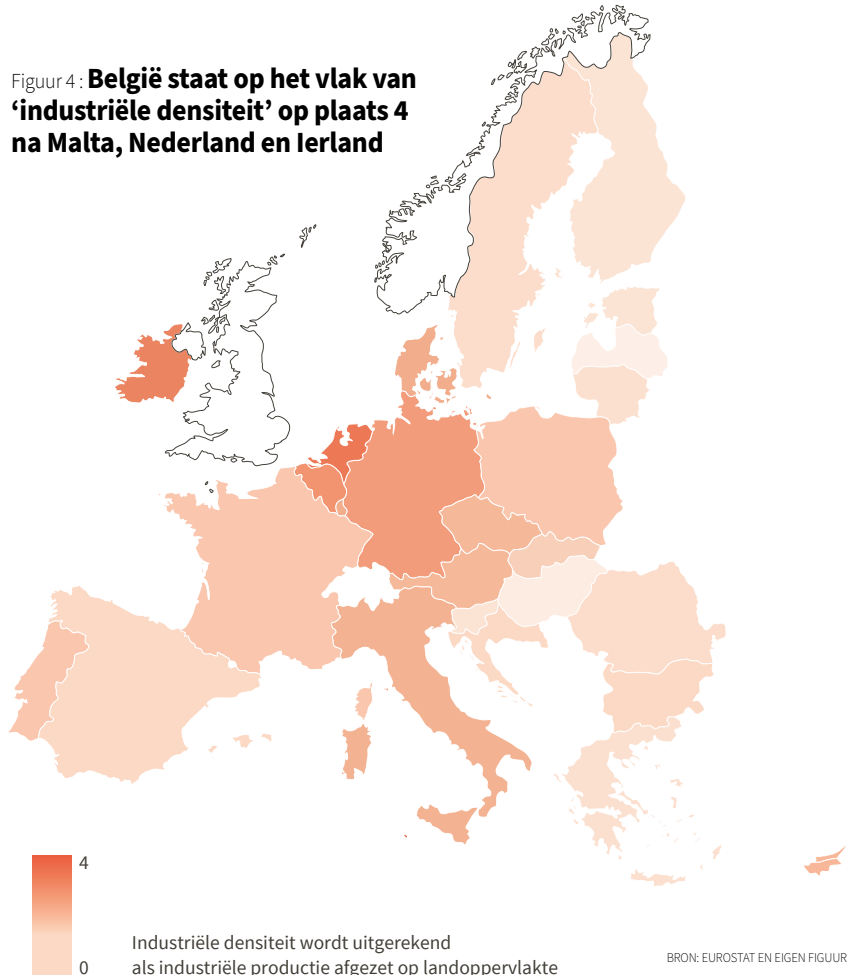 Figuur 4 : België staat op het vlak van
‘industriële densiteit’ op plaats 4
na Malta, Nederland en Ierland
4
0
Industriële densiteit wordt uitgerekend
als industriële productie afgezet op landoppervlakte
BRON: EUROSTAT EN EIGEN FIGUUR